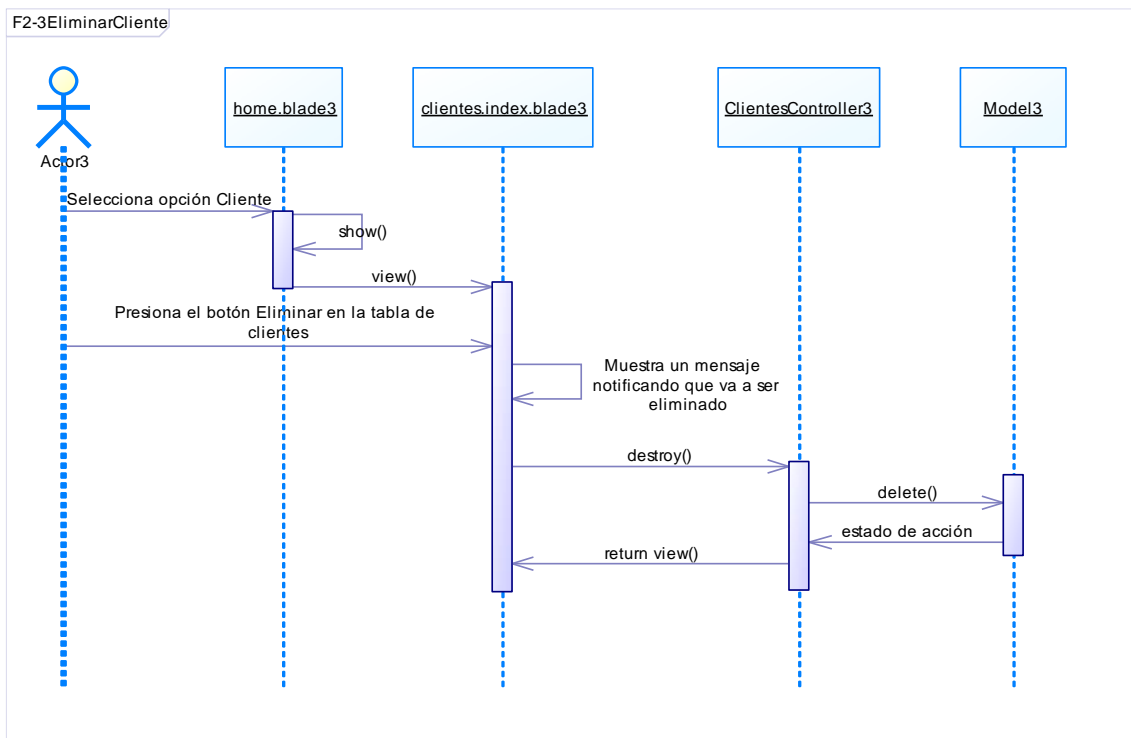 F2-3EliminarCliente
home.blade3
clientes.index.blade3
ClientesController3
Model3
Actor3
Selecciona opción Cliente
show()
view()
Presiona el botón Eliminar en la tabla de
clientes
Muestra un mensaje
notificando que va a ser
eliminado
destroy()
delete()
estado de acción
return view()